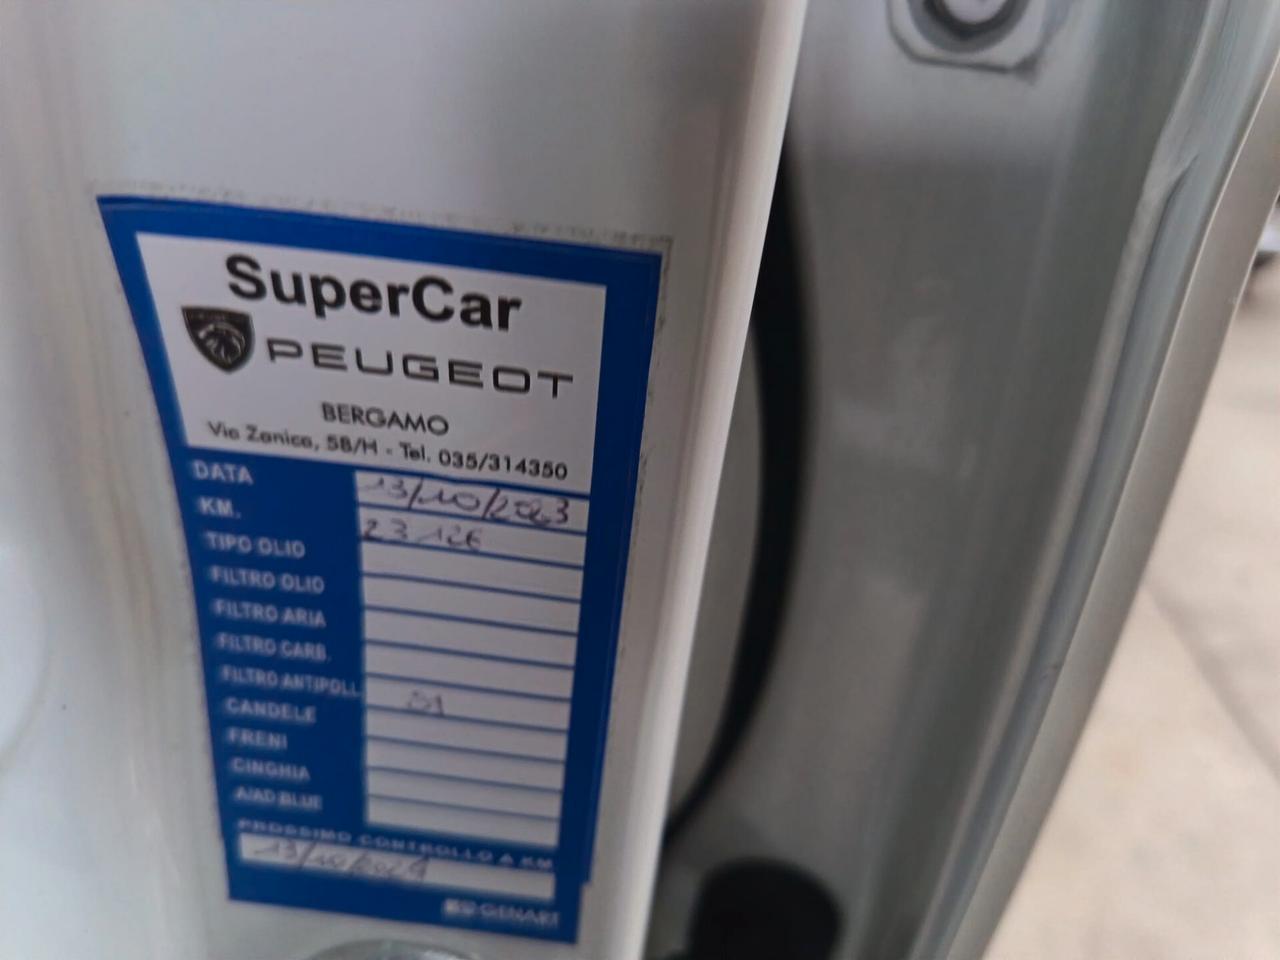 SuperCar
PEUGEOT
BERGAMO
Via Zanica, 58/H - Tel. 035/314350
DATA 13/10/2023
KM. 23126
TIPO OLIO
FILTRO OLIO
FILTRO ARIA
FILTRO CARB.
FILTRO ANTIPOLL. SI
CANDELE
FRENI
CINGHIA
A/AD BLUE
PROSSIMO CONTROLLO A KM
13/10/2024
GENART